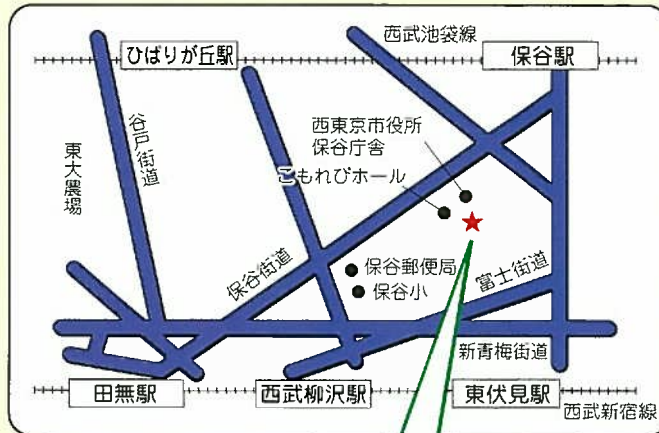 西武池袋線
ひばりが丘駅
保谷駅
西東京市役所
保谷庁舎
こもれびホール
谷戸街道
東大農場
保谷街道
保谷郵便局
保谷小
富士街道
新青梅街道
田無駅
西武柳沢駅
東伏見駅
西武新宿線